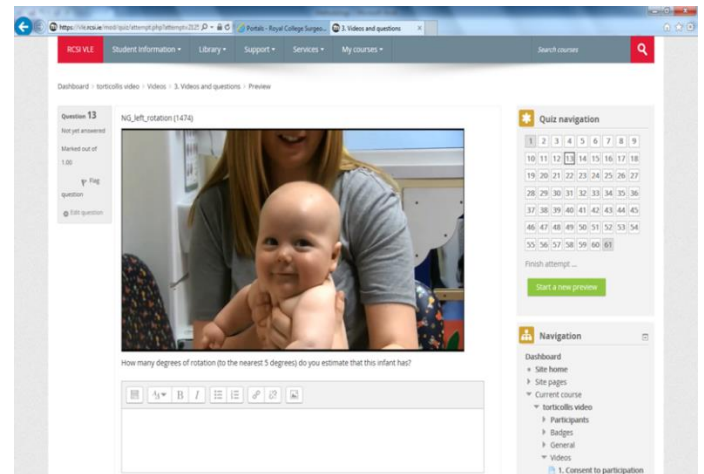 RCSI VLE
Student Information
Library
Support
Services
My courses
Search courses
Dashboard / torticollis video / Videos / 3. Videos and questions / Preview
Question 13
Not yet answered
Marked out of
1.00
Flag
question
Edit question
NG_left_rotation (1474)
How many degrees of rotation (to the nearest 5 degrees) do you estimate that this infant has?
B I
Quiz navigation
1 2 3 4 5 6 7 8 9
10 11 12 13 14 15 16 17 18
19 20 21 22 23 24 25 26 27
28 29 30 31 32 33 34 35 36
37 38 39 40 41 42 43 44 45
46 47 48 49 50 51 52 53 54
55 56 57 58 59 60 61
Finish attempt ...
Start a new preview
Navigation
Dashboard
Site home
Site pages
Current course
torticollis video
Participants
Badges
General
Videos
1. Consent to participation